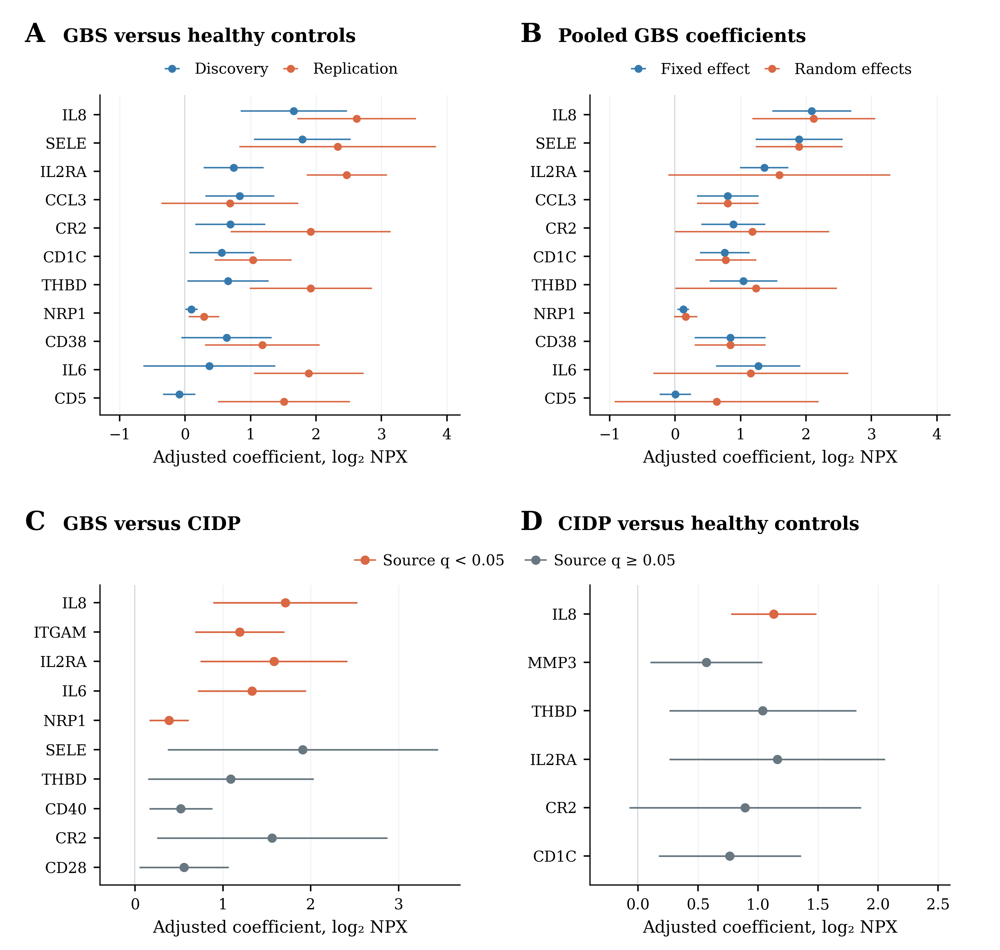 A GBS versus healthy controls
Discovery Replication
IL8
SELE
IL2RA
CCL3
CR2
CD1C
THBD
NRP1
CD38
IL6
CD5
−1 0 1 2 3 4
Adjusted coefficient, log₂ NPX
B Pooled GBS coefficients
Fixed effect Random effects
IL8
SELE
IL2RA
CCL3
CR2
CD1C
THBD
NRP1
CD38
IL6
CD5
−1 0 1 2 3 4
Adjusted coefficient, log₂ NPX
C GBS versus CIDP
Source q < 0.05 Source q ≥ 0.05
IL8
ITGAM
IL2RA
IL6
NRP1
SELE
THBD
CD40
CR2
CD28
0 1 2 3
Adjusted coefficient, log₂ NPX
D CIDP versus healthy controls
IL8
MMP3
THBD
IL2RA
CR2
CD1C
0.0 0.5 1.0 1.5 2.0 2.5
Adjusted coefficient, log₂ NPX